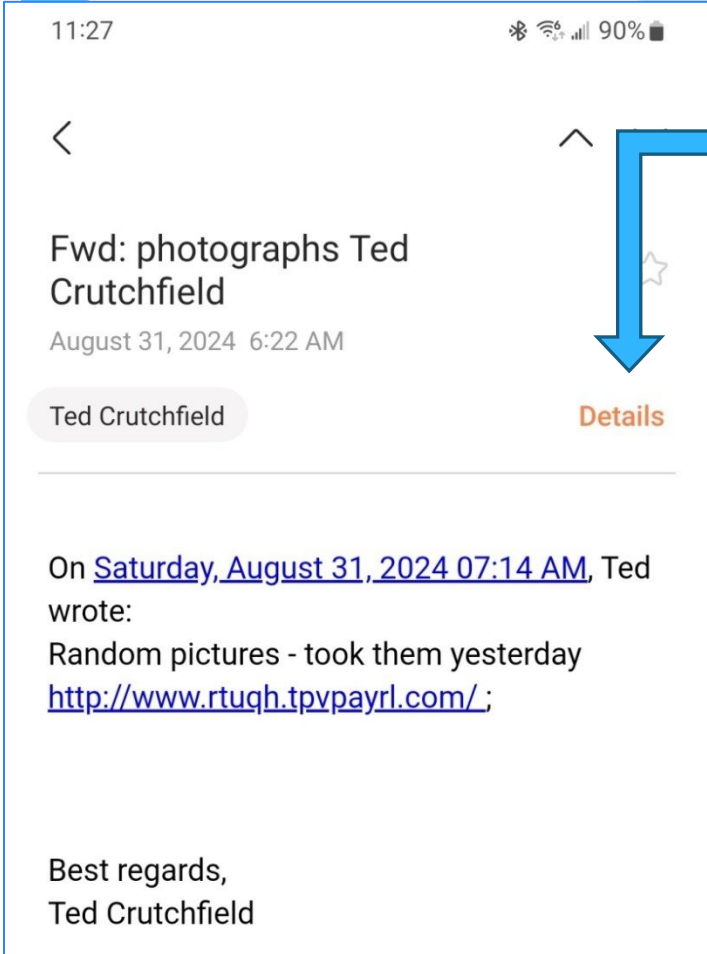 11:27
90%
Fwd: photographs Ted
Crutchfield
August 31, 2024 6:22 AM
Ted Crutchfield
Details
On Saturday, August 31, 2024 07:14 AM, Ted
wrote:
Random pictures - took them yesterday
http://www.rtuqh.tpvpayrl.com/ ;
Best regards,
Ted Crutchfield